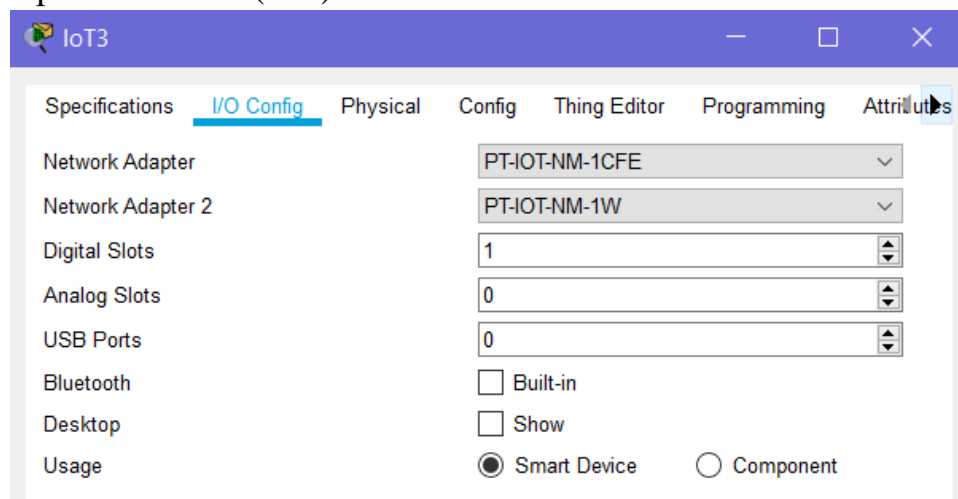 IoT3
Specifications I/O Config Physical Config Thing Editor Programming Attributes
Network Adapter PT-IOT-NM-1CFE
Network Adapter 2 PT-IOT-NM-1W
Digital Slots 1
Analog Slots 0
USB Ports 0
Bluetooth Built-in
Desktop Show
Usage Smart Device Component